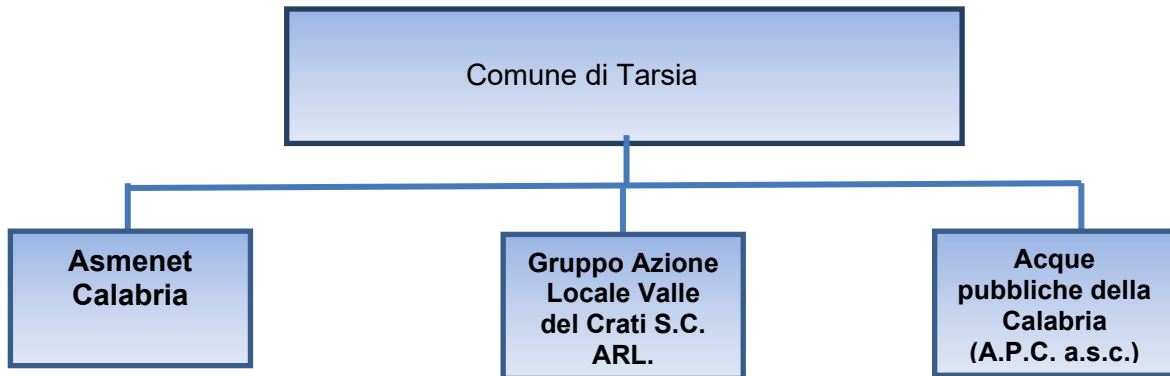 Comune di Tarsia
Asmenet
Calabria
Gruppo Azione
Locale Valle
del Crati S.C.
ARL.
Acque
pubbliche della
Calabria
(A.P.C. a.s.c.)